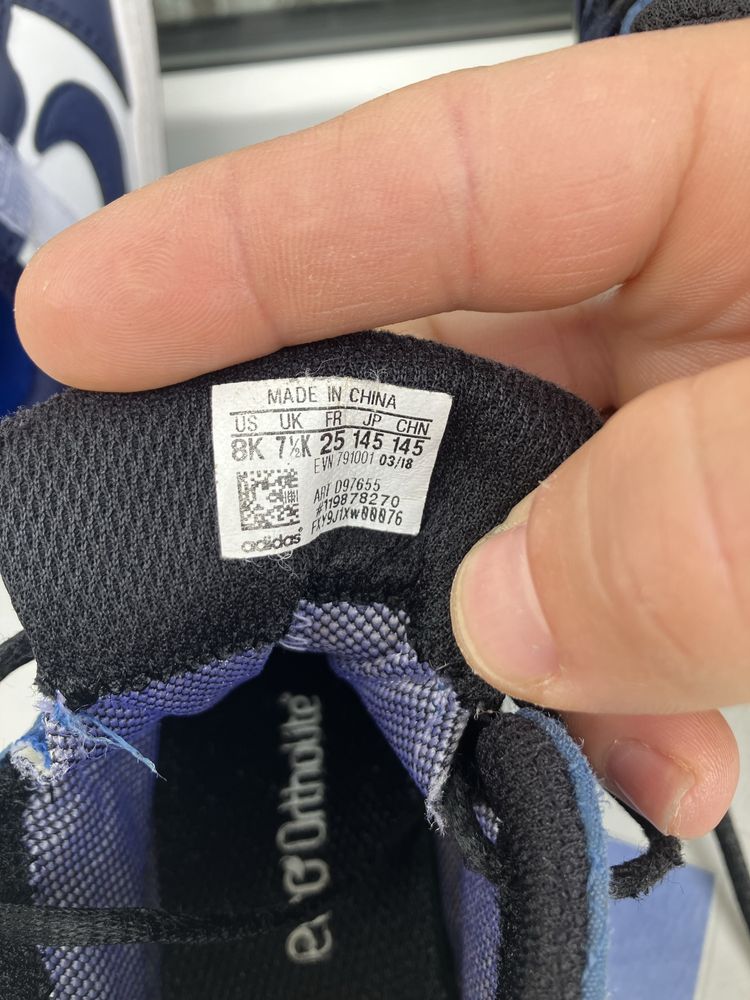 MADE IN CHINA
US UK FR JP CHN
8K 7½K 25 145 145
EVN 791001 03/18
ART D97655
#119878270
FXY9J1XW00076
adidas®
eco OrthoLite®